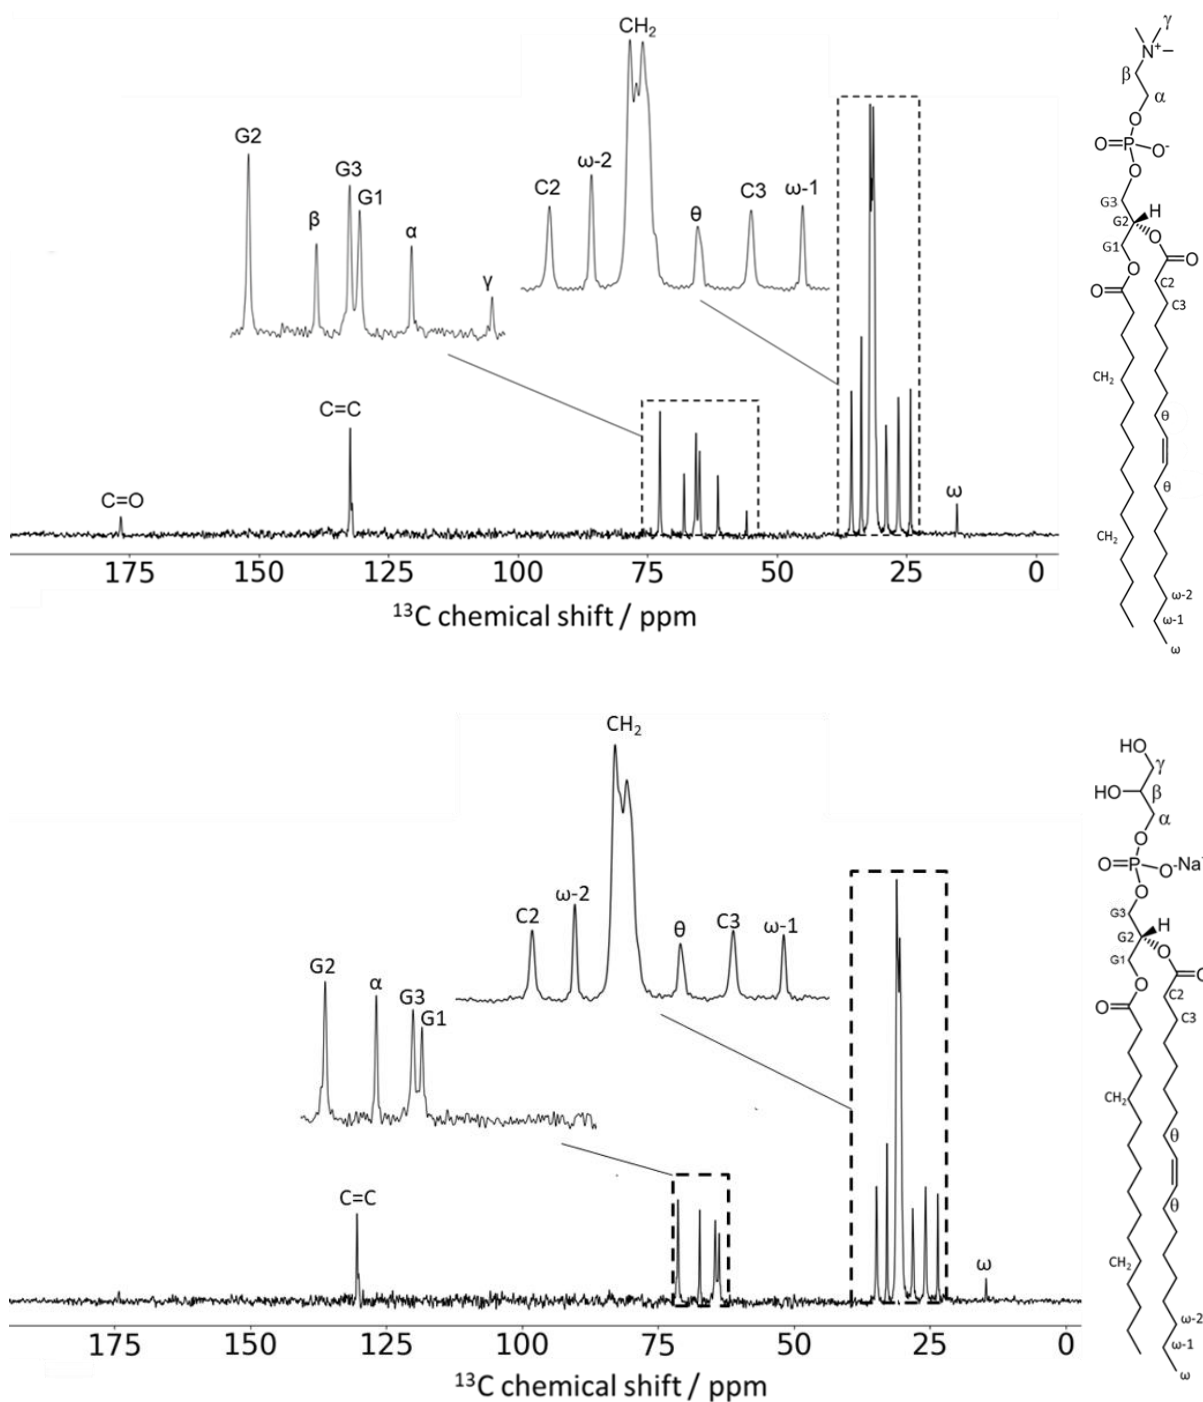 CH₂
G2
G3
G1
β
α
γ
C2
ω-2
θ
C3
ω-1
C=C
C=O
ω
175 150 125 100 75 50 25 0
¹³C chemical shift / ppm
γ
N⁺
β
α
O
O=P-O⁻
O
G3
G2 H
G1 O
O
O
O
C2
C3
CH₂
θ
θ
CH₂
ω-2
ω-1
ω
CH₂
C2
ω-2
θ
C3
ω-1
G2
α
G3
G1
C=C
ω
175 150 125 100 75 50 25 0
¹³C chemical shift / ppm
HO
γ
HO β
α
O
O=P-O-Na⁺
O
G3
G2 H
G1 O
O
O
O
C2
C3
CH₂
θ
θ
CH₂
ω-2
ω-1
ω